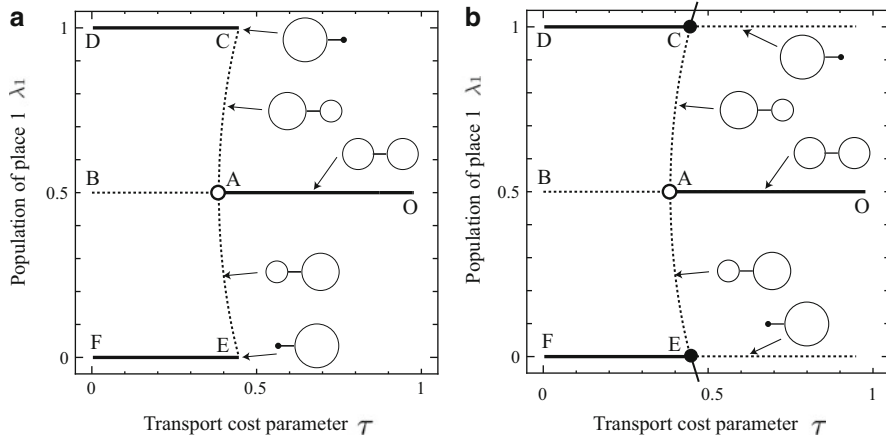 a
Population of place 1 λ1
1
0.5
0
D
C
B
A
O
F
E
0
0.5
1
Transport cost parameter τ
b
Population of place 1 λ1
1
0.5
0
D
C
B
A
O
F
E
0
0.5
1
Transport cost parameter τ